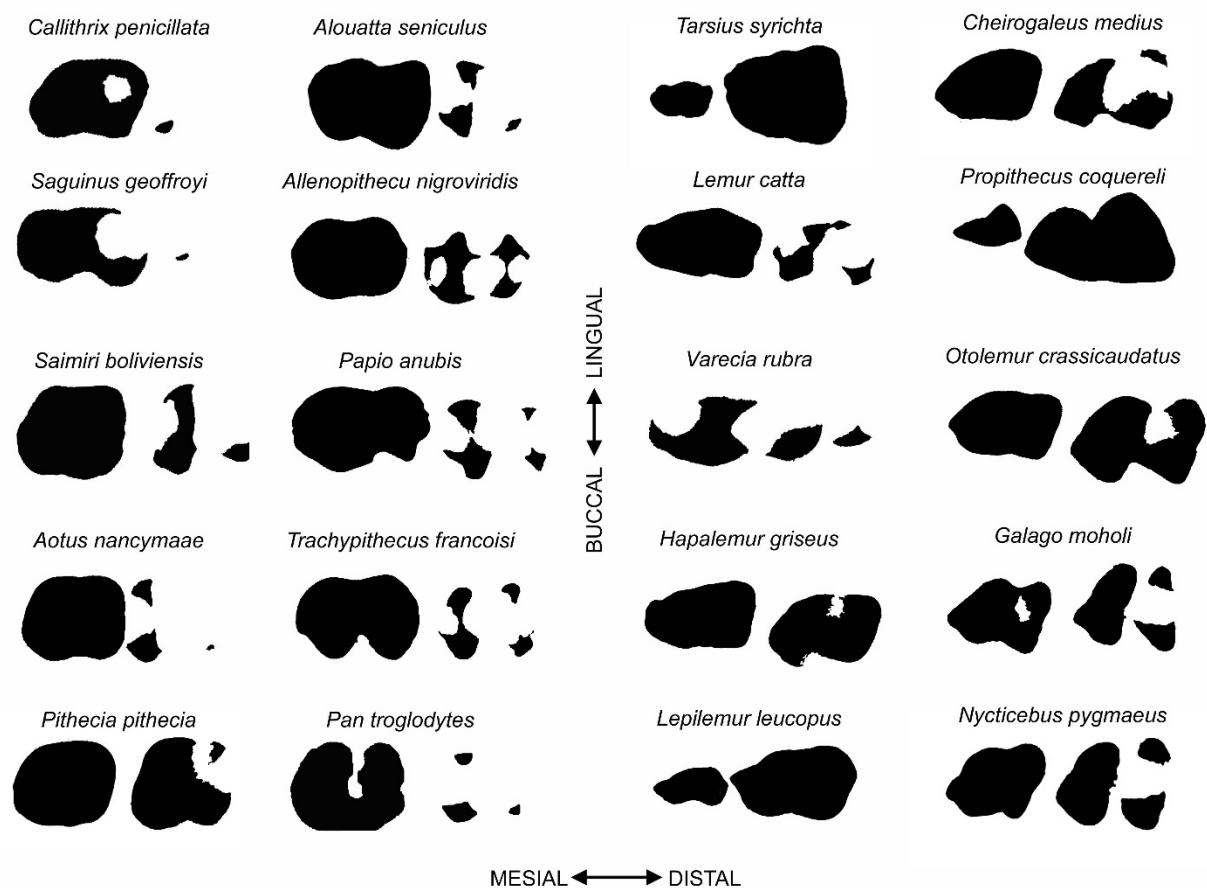 Callithrix penicillata
Alouatta seniculus
Tarsius syrichta
Cheirogaleus medius
Saguinus geoffroyi
Allenopithecu nigroviridis
Lemur catta
Propithecus coquereli
Saimiri boliviensis
Papio anubis
Varecia rubra
Otolemur crassicaudatus
BUCCAL
LINGUAL
Aotus nancymaae
Trachypithecus francoisi
Hapalemur griseus
Galago moholi
Pithecia pithecia
Pan troglodytes
Lepilemur leucopus
Nycticebus pygmaeus
MESIAL
DISTAL